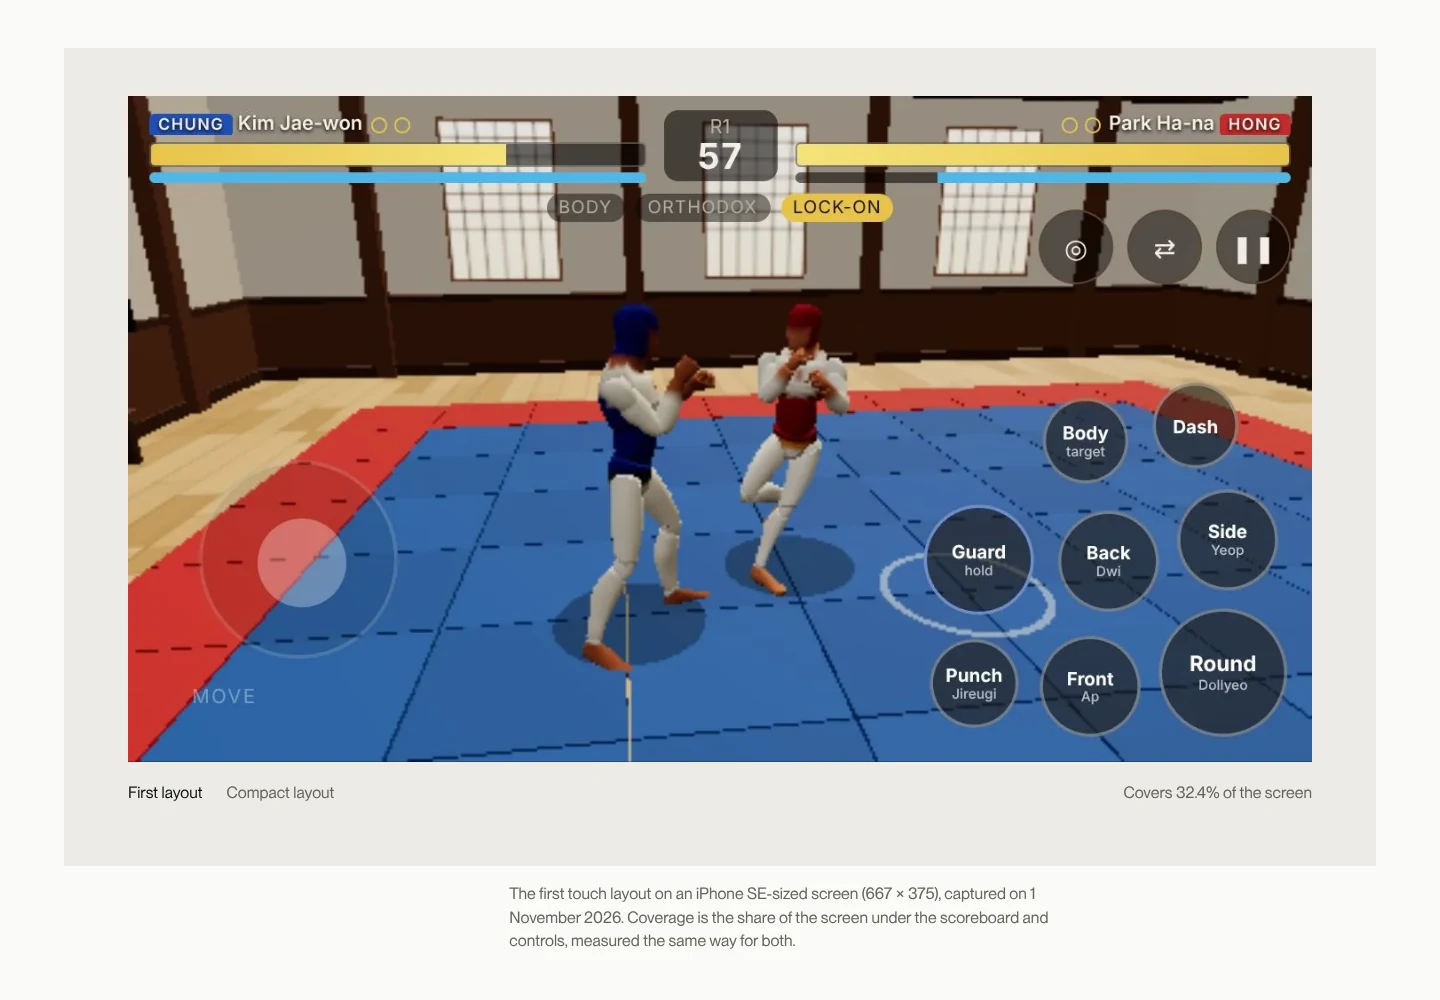 CHUNG Kim Jae-won
R1
57
Park Ha-na HONG
BODY ORTHODOX LOCK-ON
Body
target
Dash
Guard
hold
Back
Dwi
Side
Yeop
Punch
Jireugi
Front
Ap
Round
Dollyeo
MOVE
First layout Compact layout Covers 32.4% of the screen
The first touch layout on an iPhone SE-sized screen (667 × 375), captured on 1
November 2026. Coverage is the share of the screen under the scoreboard and
controls, measured the same way for both.